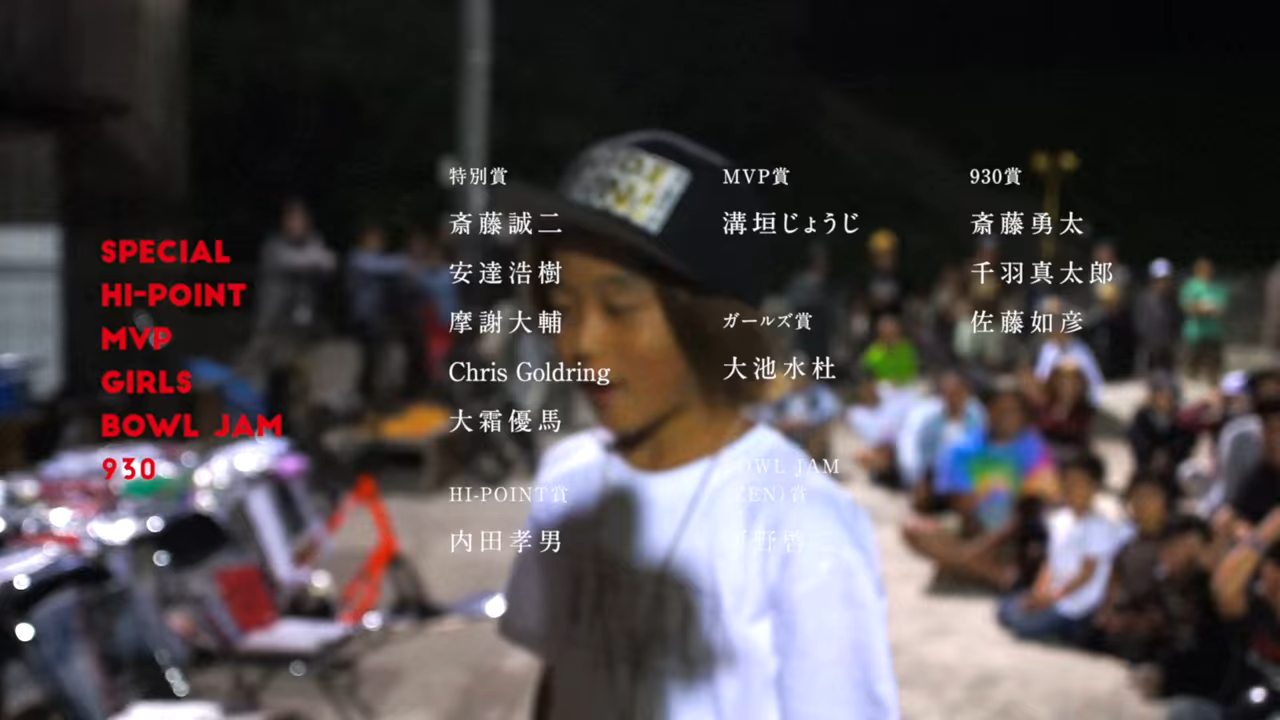 SPECIAL
HI-POINT
MVP
GIRLS
BOWL JAM
930
特別賞
斎藤誠二
安達浩樹
摩謝大輔
Chris Goldring
大霜優馬
HI-POINT賞
内田孝男
MVP賞
溝垣じょうじ
ガールズ賞
大池水杜
BOWL JAM
賞
930賞
斎藤勇太
千羽真太郎
佐藤如彦